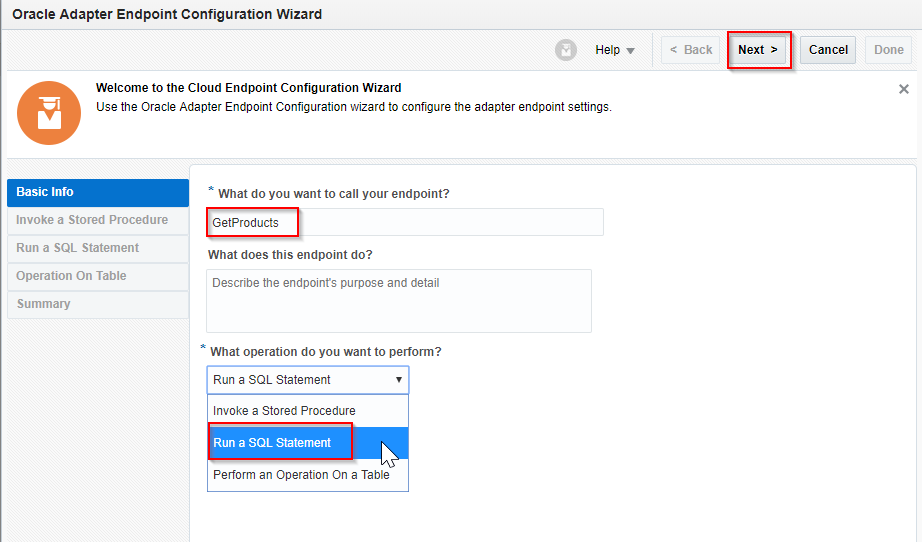 Oracle Adapter Endpoint Configuration Wizard
Help ▼
< Back
Next >
Cancel
Done
Welcome to the Cloud Endpoint Configuration Wizard
Use the Oracle Adapter Endpoint Configuration wizard to configure the adapter endpoint settings.
Basic Info
Invoke a Stored Procedure
Run a SQL Statement
Operation On Table
Summary
* What do you want to call your endpoint?
GetProducts
What does this endpoint do?
Describe the endpoint's purpose and detail
* What operation do you want to perform?
Run a SQL Statement
Invoke a Stored Procedure
Run a SQL Statement
Perform an Operation On a Table